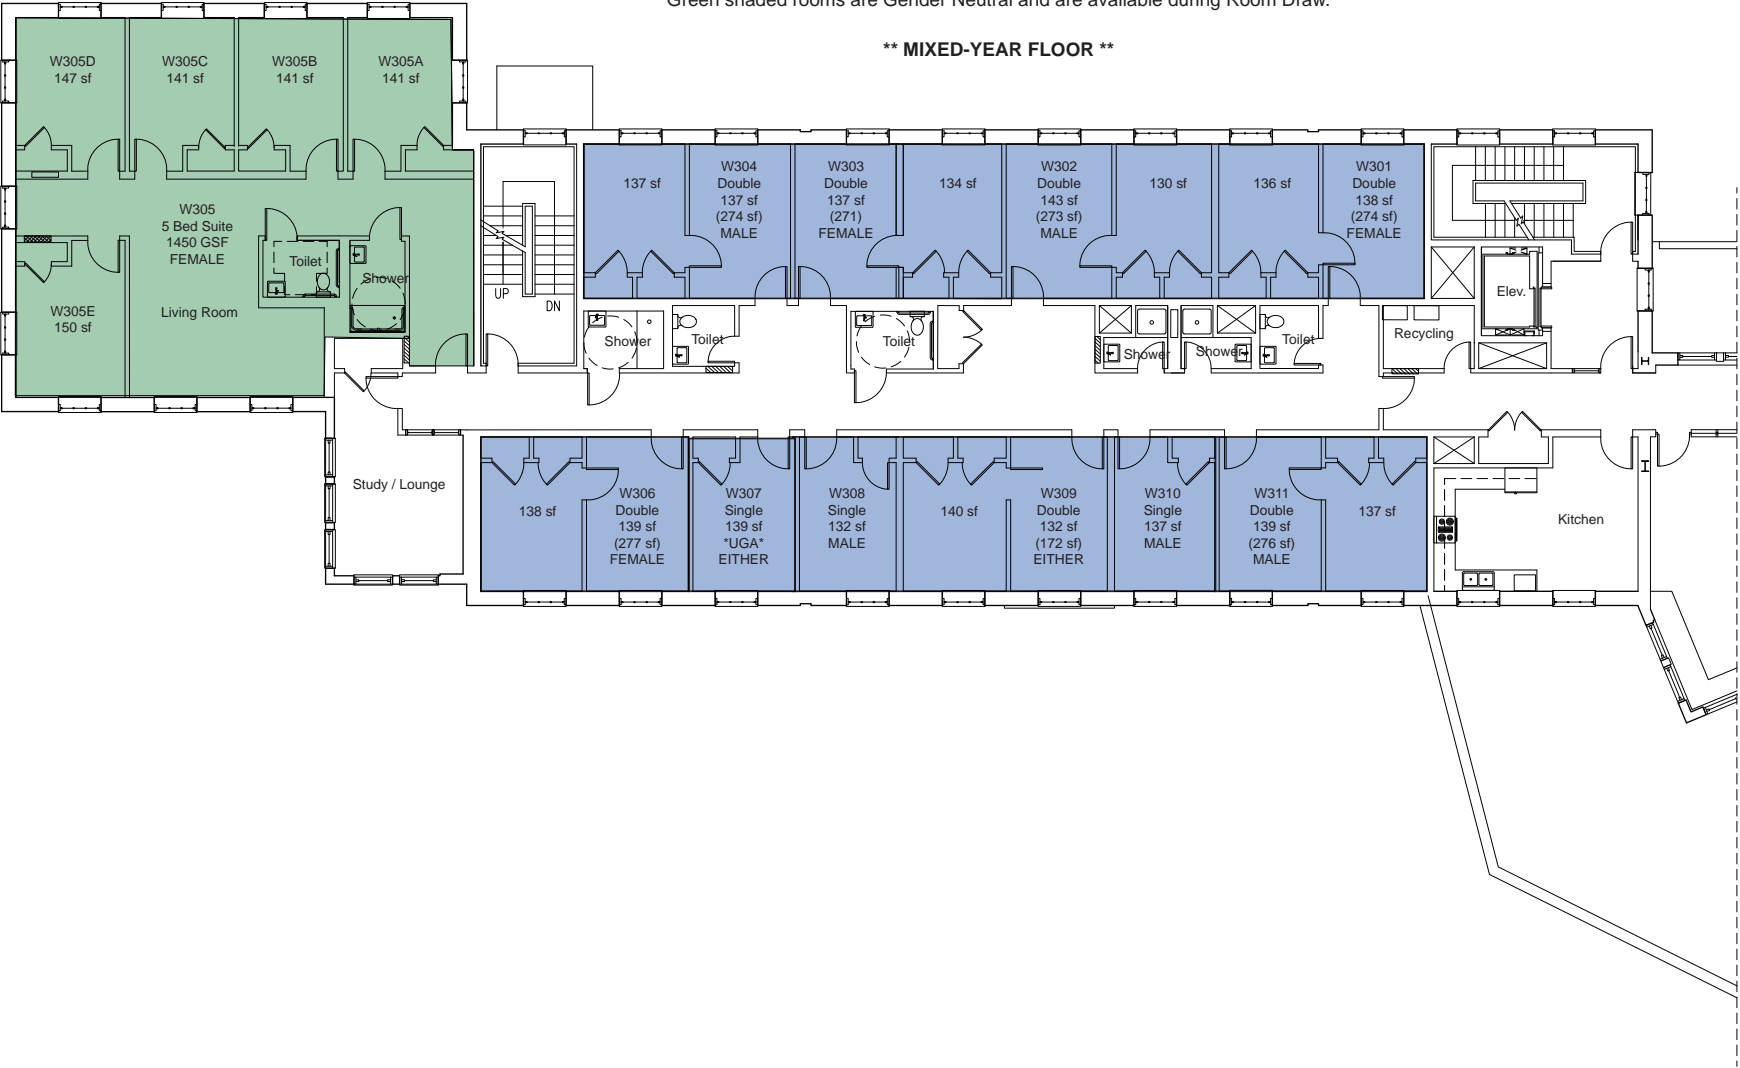 Green shaded rooms are Gender Neutral and are available during Room Draw.
** MIXED-YEAR FLOOR **
W305D
147 sf
W305C
141 sf
W305B
141 sf
W305A
141 sf
W305
5 Bed Suite
1450 GSF
FEMALE
Toilet
Shower
W305E
150 sf
Living Room
UP
DN
137 sf
W304
Double
137 sf
(274 sf)
MALE
W303
Double
137 sf
(271)
FEMALE
134 sf
W302
Double
143 sf
(273 sf)
MALE
130 sf
136 sf
W301
Double
138 sf
(274 sf)
FEMALE
Elev.
Shower
Toilet
Toilet
Shower
Shower
Toilet
Recycling
Study / Lounge
138 sf
W306
Double
139 sf
(277 sf)
FEMALE
W307
Single
139 sf
*UGA*
EITHER
W308
Single
132 sf
MALE
140 sf
W309
Double
132 sf
(172 sf)
EITHER
W310
Single
137 sf
MALE
W311
Double
139 sf
(276 sf)
MALE
137 sf
Kitchen